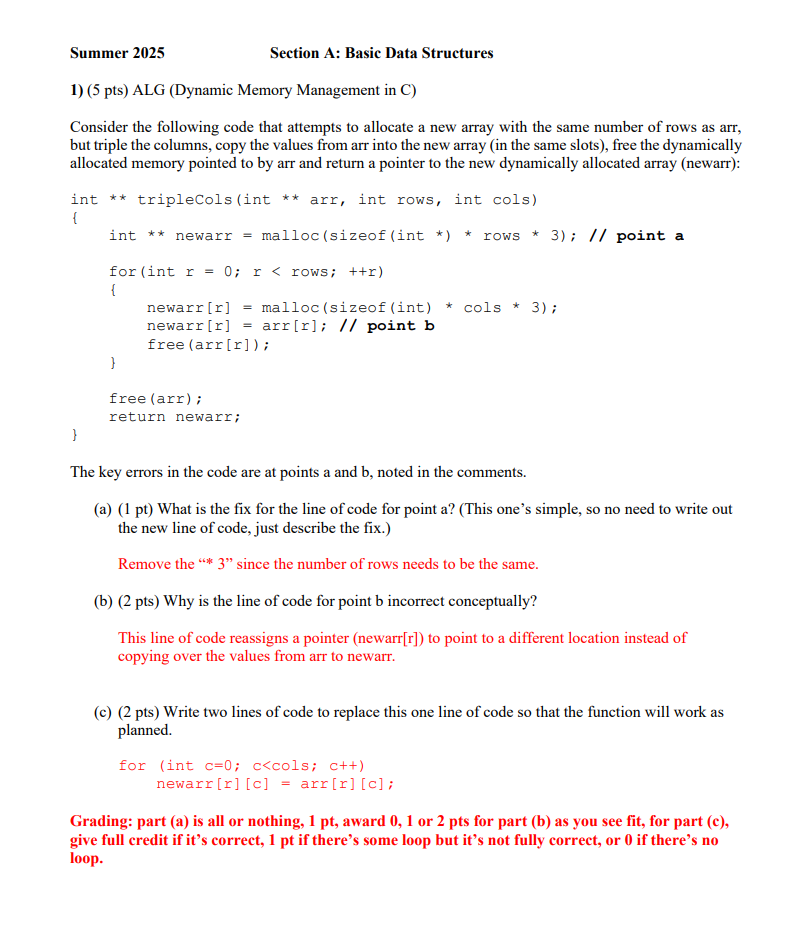 Summer 2025 Section A: Basic Data Structures
1) (5 pts) ALG (Dynamic Memory Management in C)
Consider the following code that attempts to allocate a new array with the same number of rows as arr,
but triple the columns, copy the values from arr into the new array (in the same slots), free the dynamically
allocated memory pointed to by arr and return a pointer to the new dynamically allocated array (newarr):
int ** tripleCols(int ** arr, int rows, int cols)
{
int ** newarr = malloc(sizeof(int *) * rows * 3); // point a
for(int r = 0; r < rows; ++r)
{
newarr[r] = malloc(sizeof(int) * cols * 3);
newarr[r] = arr[r]; // point b
free(arr[r]);
}
free(arr);
return newarr;
}
The key errors in the code are at points a and b, noted in the comments.
(a) (1 pt) What is the fix for the line of code for point a? (This one’s simple, so no need to write out
the new line of code, just describe the fix.)
Remove the “* 3” since the number of rows needs to be the same.
(b) (2 pts) Why is the line of code for point b incorrect conceptually?
This line of code reassigns a pointer (newarr[r]) to point to a different location instead of
copying over the values from arr to newarr.
(c) (2 pts) Write two lines of code to replace this one line of code so that the function will work as
planned.
for (int c=0; c<cols; c++)
newarr[r][c] = arr[r][c];
Grading: part (a) is all or nothing, 1 pt, award 0, 1 or 2 pts for part (b) as you see fit, for part (c),
give full credit if it’s correct, 1 pt if there’s some loop but it’s not fully correct, or 0 if there’s no
loop.